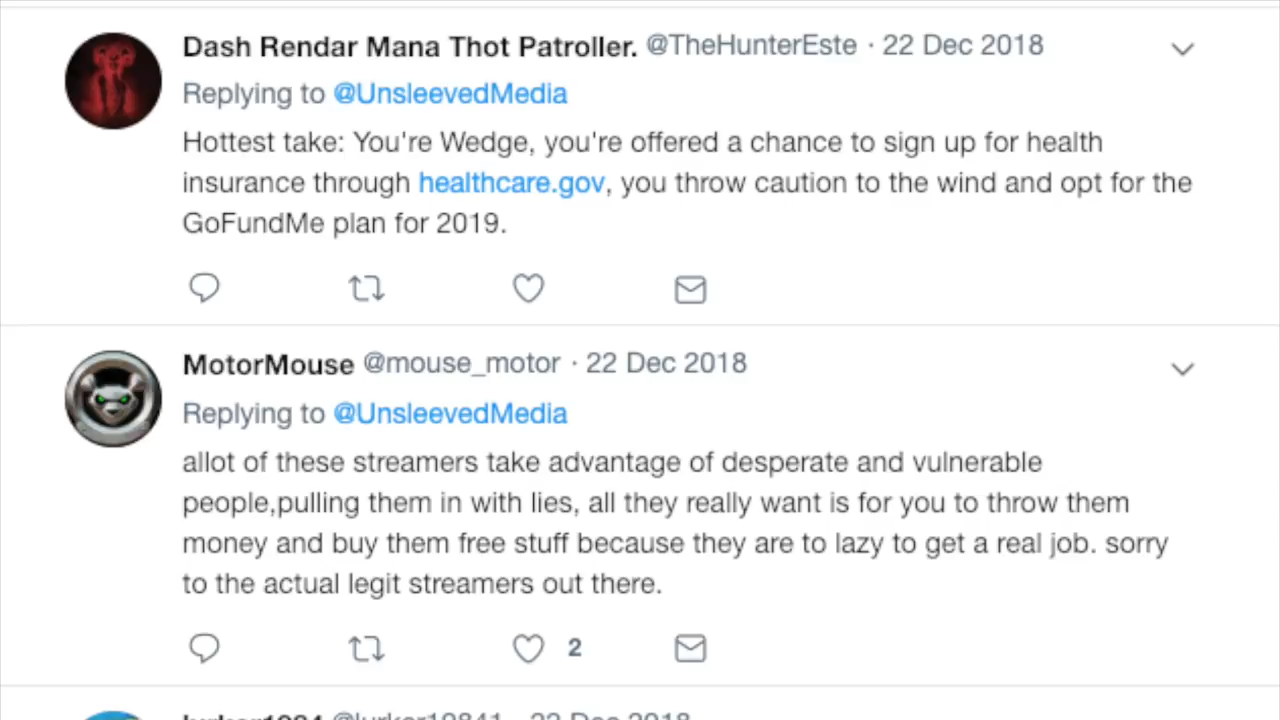 Dash Rendar Mana Thot Patroller. @TheHunterEste · 22 Dec 2018
Replying to @UnsleevedMedia
Hottest take: You're Wedge, you're offered a chance to sign up for health
insurance through healthcare.gov, you throw caution to the wind and opt for the
GoFundMe plan for 2019.
MotorMouse @mouse_motor · 22 Dec 2018
Replying to @UnsleevedMedia
allot of these streamers take advantage of desperate and vulnerable
people,pulling them in with lies, all they really want is for you to throw them
money and buy them free stuff because they are to lazy to get a real job. sorry
to the actual legit streamers out there.
2
22 Dec 2018